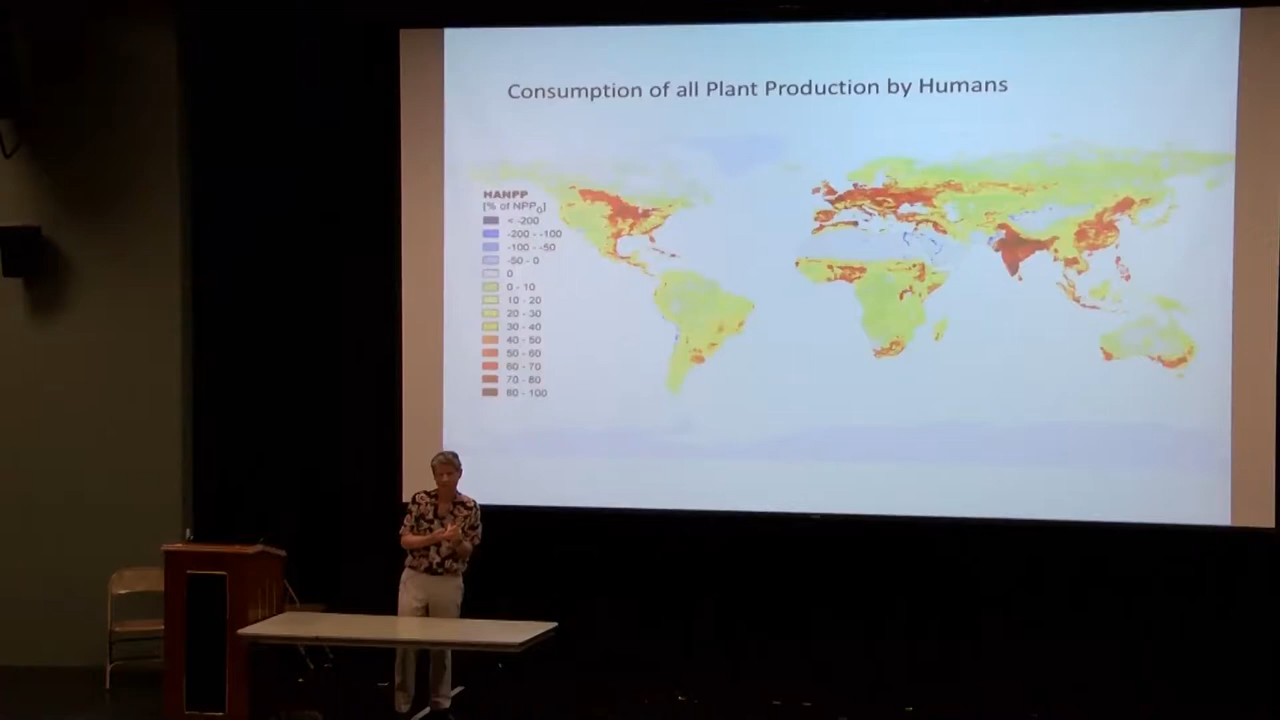 Consumption of all Plant Production by Humans
HANPP
[% of NPP0]
< -200
-200 - -100
-100 - -50
-50 - 0
0
0 - 10
10 - 20
20 - 30
30 - 40
40 - 50
50 - 60
60 - 70
70 - 80
80 - 100